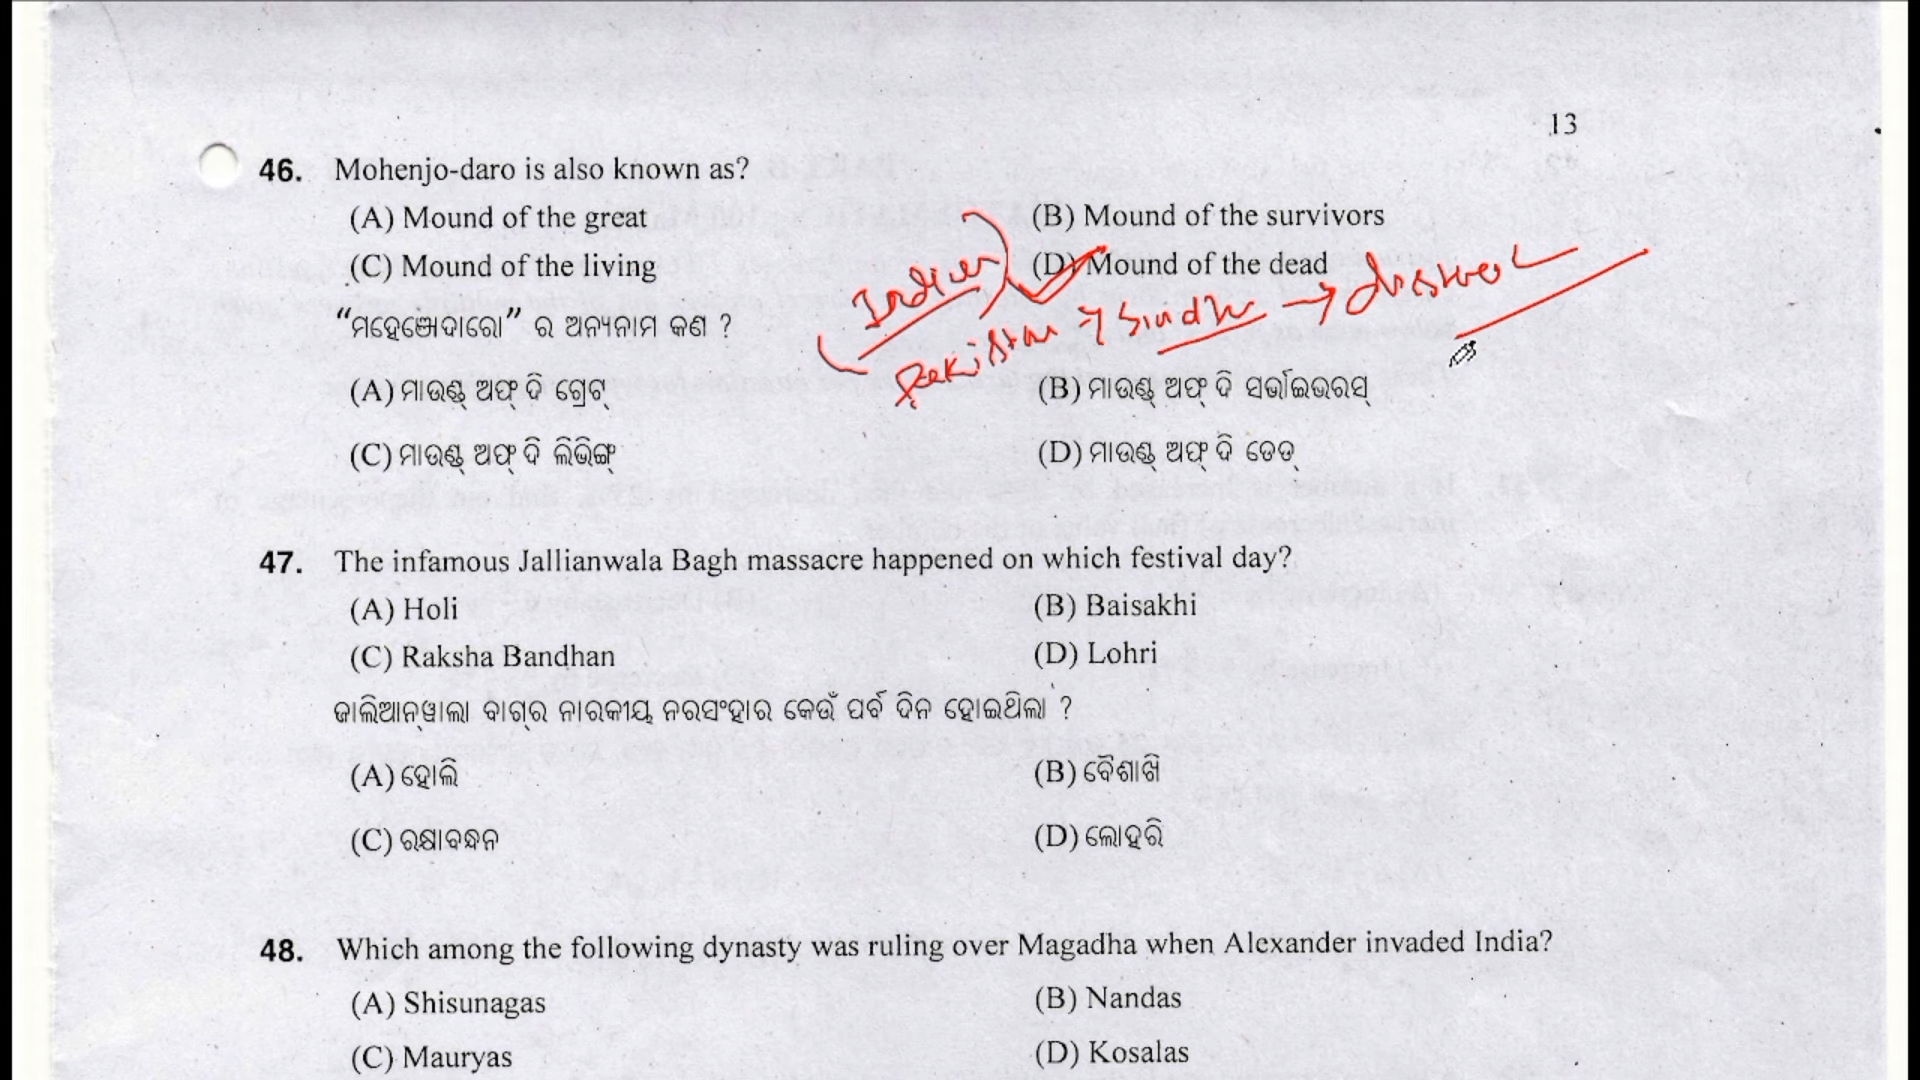 13
46. Mohenjo-daro is also known as?
(A) Mound of the great
(B) Mound of the survivors
(C) Mound of the living
(D) Mound of the dead
Pakistan → Sindh →
"ମହେଞ୍ଜୋଦାରୋ" ର ଅନ୍ୟନାମ କଣ ?
(A) ମାଉଣ୍ଡ୍ ଅଫ୍ ଦି ଗ୍ରେଟ୍
(B) ମାଉଣ୍ଡ୍ ଅଫ୍ ଦି ସର୍ଭାଇଭରସ୍
(C) ମାଉଣ୍ଡ୍ ଅଫ୍ ଦି ଲିଭିଙ୍ଗ୍
(D) ମାଉଣ୍ଡ୍ ଅଫ୍ ଦି ଡେଡ୍
47. The infamous Jallianwala Bagh massacre happened on which festival day?
(A) Holi
(B) Baisakhi
(C) Raksha Bandhan
(D) Lohri
ଜାଲିଆନ୍ୱାଲା ବାଗ୍‌ର ନାରକୀୟ ନରସଂହାର କେଉଁ ପର୍ବ ଦିନ ହୋଇଥିଲା ?
(A) ହୋଲି
(B) ବୈଶାଖି
(C) ରକ୍ଷାବନ୍ଧନ
(D) ଲୋହରି
48. Which among the following dynasty was ruling over Magadha when Alexander invaded India?
(A) Shisunagas
(B) Nandas
(C) Mauryas
(D) Kosalas